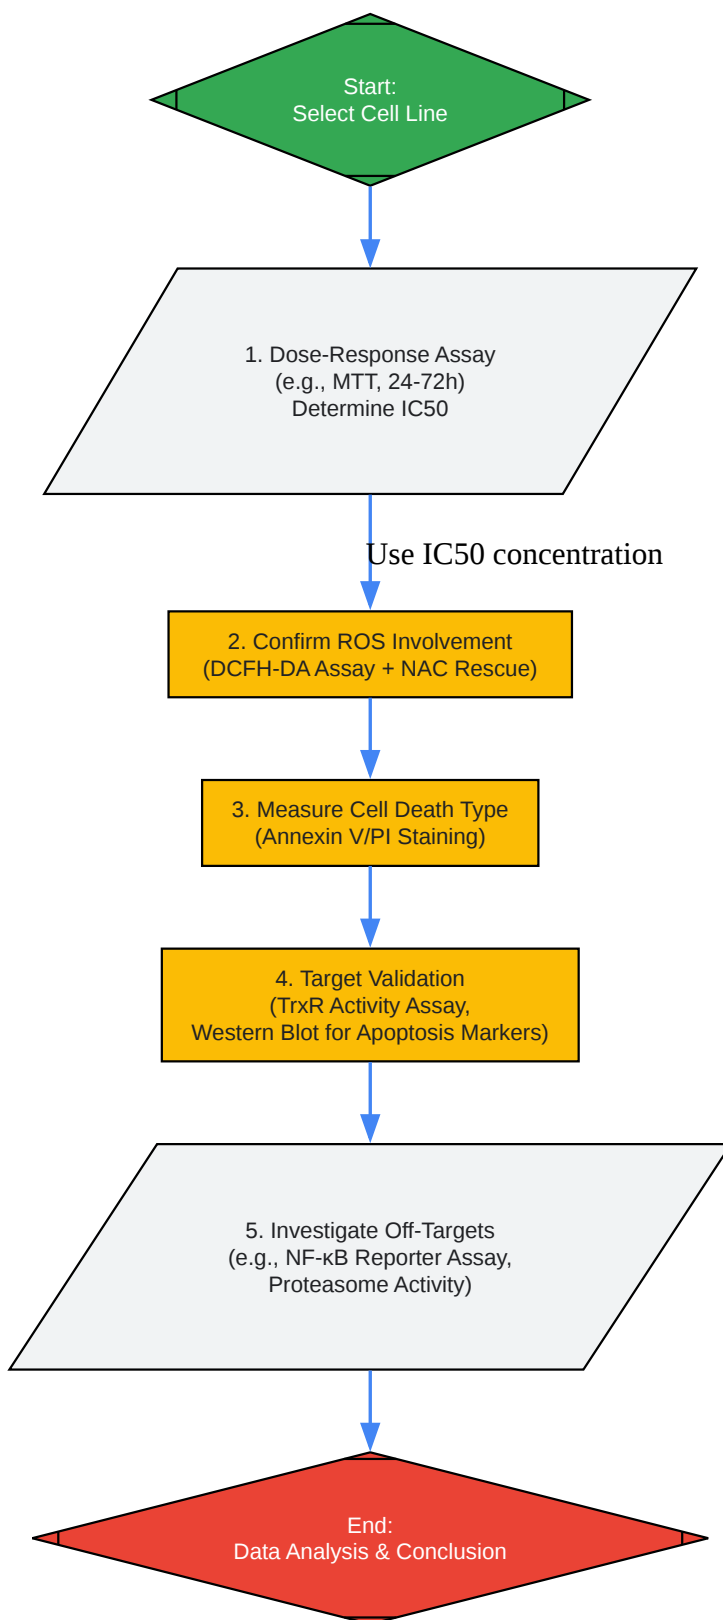 Start:
Select Cell Line
1. Dose-Response Assay
(e.g., MTT, 24-72h)
Determine IC50
Use IC50 concentration
2. Confirm ROS Involvement
(DCFH-DA Assay + NAC Rescue)
3. Measure Cell Death Type
(Annexin V/PI Staining)
4. Target Validation
(TrxR Activity Assay,
Western Blot for Apoptosis Markers)
5. Investigate Off-Targets
(e.g., NF-κB Reporter Assay,
Proteasome Activity)
End:
Data Analysis & Conclusion